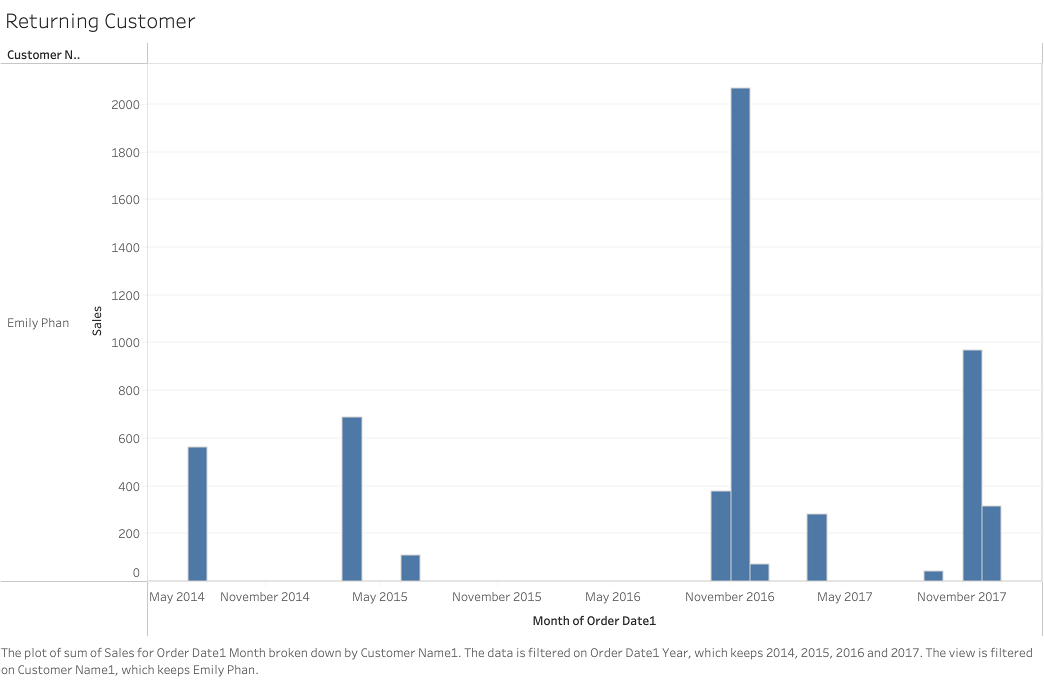 Returning Customer
Customer N..
2000
1800
1600
1400
1200
1000
800
600
400
200
0
Sales
Emily Phan
May 2014 November 2014 May 2015 November 2015 May 2016 November 2016 May 2017 November 2017
Month of Order Date1
The plot of sum of Sales for Order Date1 Month broken down by Customer Name1. The data is filtered on Order Date1 Year, which keeps 2014, 2015, 2016 and 2017. The view is filtered
on Customer Name1, which keeps Emily Phan.